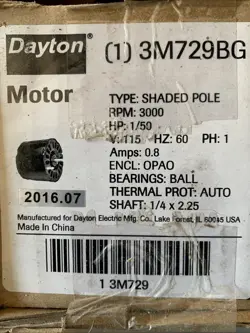 Dayton® (1) 3M729BG
Motor
TYPE: SHADED POLE
RPM: 3000
HP: 1/50
V: 115 HZ: 60 PH: 1
Amps: 0.8
ENCL: OPAO
BEARINGS: BALL
THERMAL PROT: AUTO
SHAFT: 1/4 x 2.25
2016.07
Manufactured for Dayton Electric Mfg. Co. Lake Forest, IL 60045 USA
Made in China
1 3M729